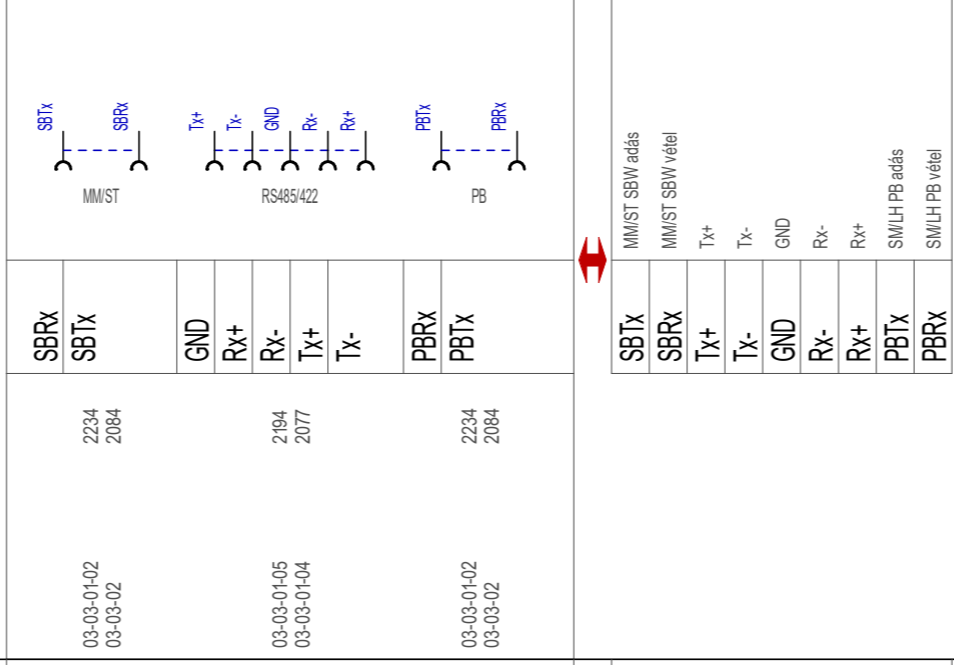 SBTx
SBRx
Tx+
Tx-
GND
Rx-
Rx+
PBTx
PBRx
MM/ST
RS485/422
PB
SBRx
SBTx
GND
Rx+
Rx-
Tx+
Tx-
PBRx
PBTx
2234
2084
2194
2077
2234
2084
03-03-01-02
03-03-02
03-03-01-05
03-03-01-04
03-03-01-02
03-03-02
MM/ST SBW adás
MM/ST SBW vétel
Tx+
Tx-
GND
Rx-
Rx+
SM/LH PB adás
SM/LH PB vétel
SBTx
SBRx
Tx+
Tx-
GND
Rx-
Rx+
PBTx
PBRx